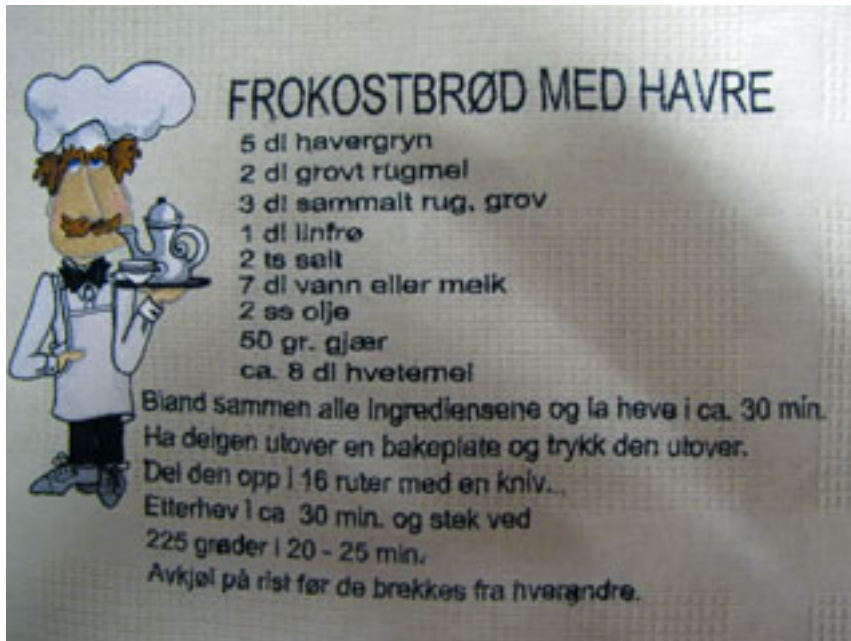 FROKOSTBRØD MED HAVRE
5 dl havergryn
2 dl grovt rugmel
3 dl sammalt rug, grov
1 dl linfrø
2 ts salt
7 dl vann eller melk
2 ss olje
50 gr. gjær
ca. 8 dl hvetemel
Bland sammen alle ingrediensene og la heve i ca. 30 min.
Ha deigen utover en bakeplate og trykk den utover.
Del den opp i 16 ruter med en kniv...
Etterhev i ca 30 min. og stek ved
225 grader i 20 - 25 min.
Avkjøl på rist før de brekkes fra hverandre.